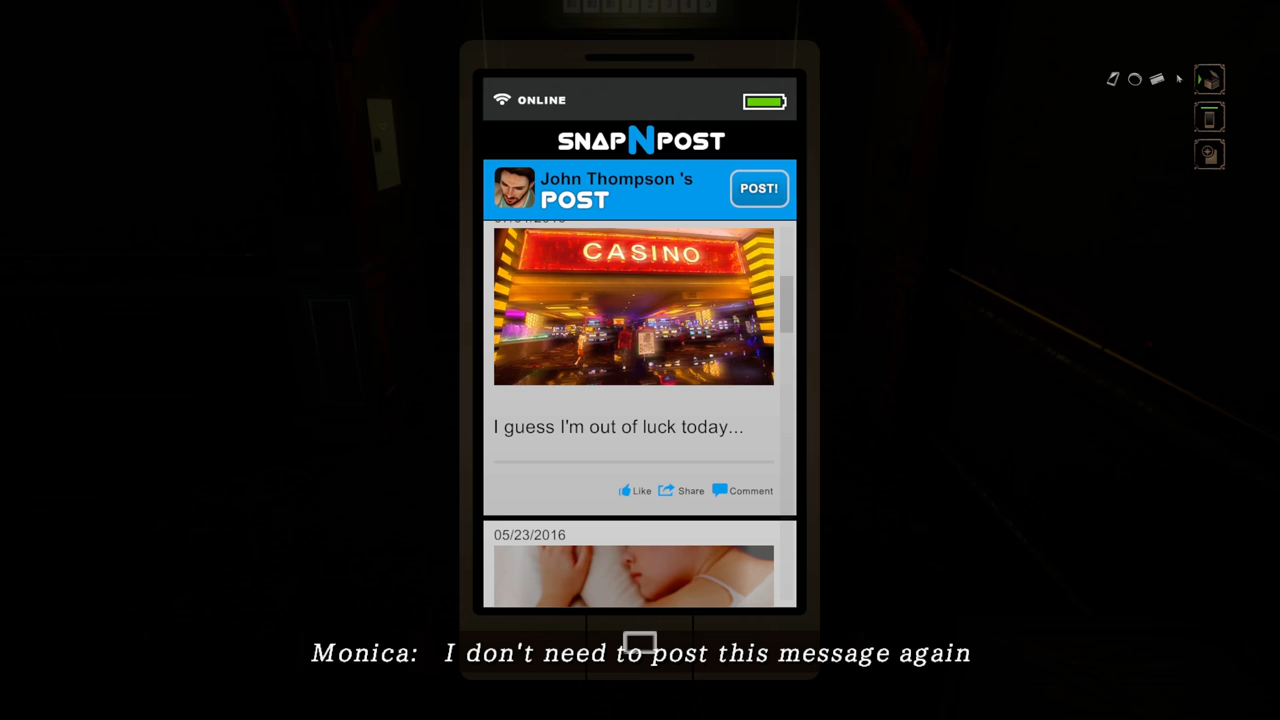 ONLINE
SNAPNPOST
John Thompson 's
POST
POST!
CASINO
I guess I'm out of luck today...
Like Share Comment
05/23/2016
Monica: I don't need to post this message again